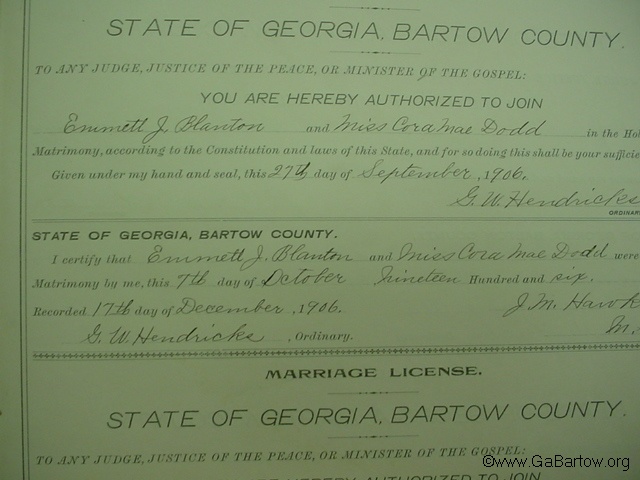 STATE OF GEORGIA, BARTOW COUNTY.
TO ANY JUDGE, JUSTICE OF THE PEACE, OR MINISTER OF THE GOSPEL:
YOU ARE HEREBY AUTHORIZED TO JOIN
Emmett J. Blanton and Miss Cora Mae Dodd in the Hol
Matrimony, according to the Constitution and laws of this State, and for so doing this shall be your sufficie
Given under my hand and seal, this 27th day of September, 1906.
G. W. Hendricks
ORDINAR
STATE OF GEORGIA, BARTOW COUNTY.
I certify that Emmett J. Blanton and Miss Cora Mae Dodd were
Matrimony by me, this 7th day of October Nineteen Hundred and six.
Recorded 17th day of December, 1906. J. M. Hawk
G. W. Hendricks, Ordinary. M.
MARRIAGE LICENSE.
STATE OF GEORGIA, BARTOW COUNTY.
TO ANY JUDGE, JUSTICE OF THE PEACE, OR MINISTER OF THE GOSPEL:
HEREBY AUTHORIZED TO JOIN
©www.GaBartow.org